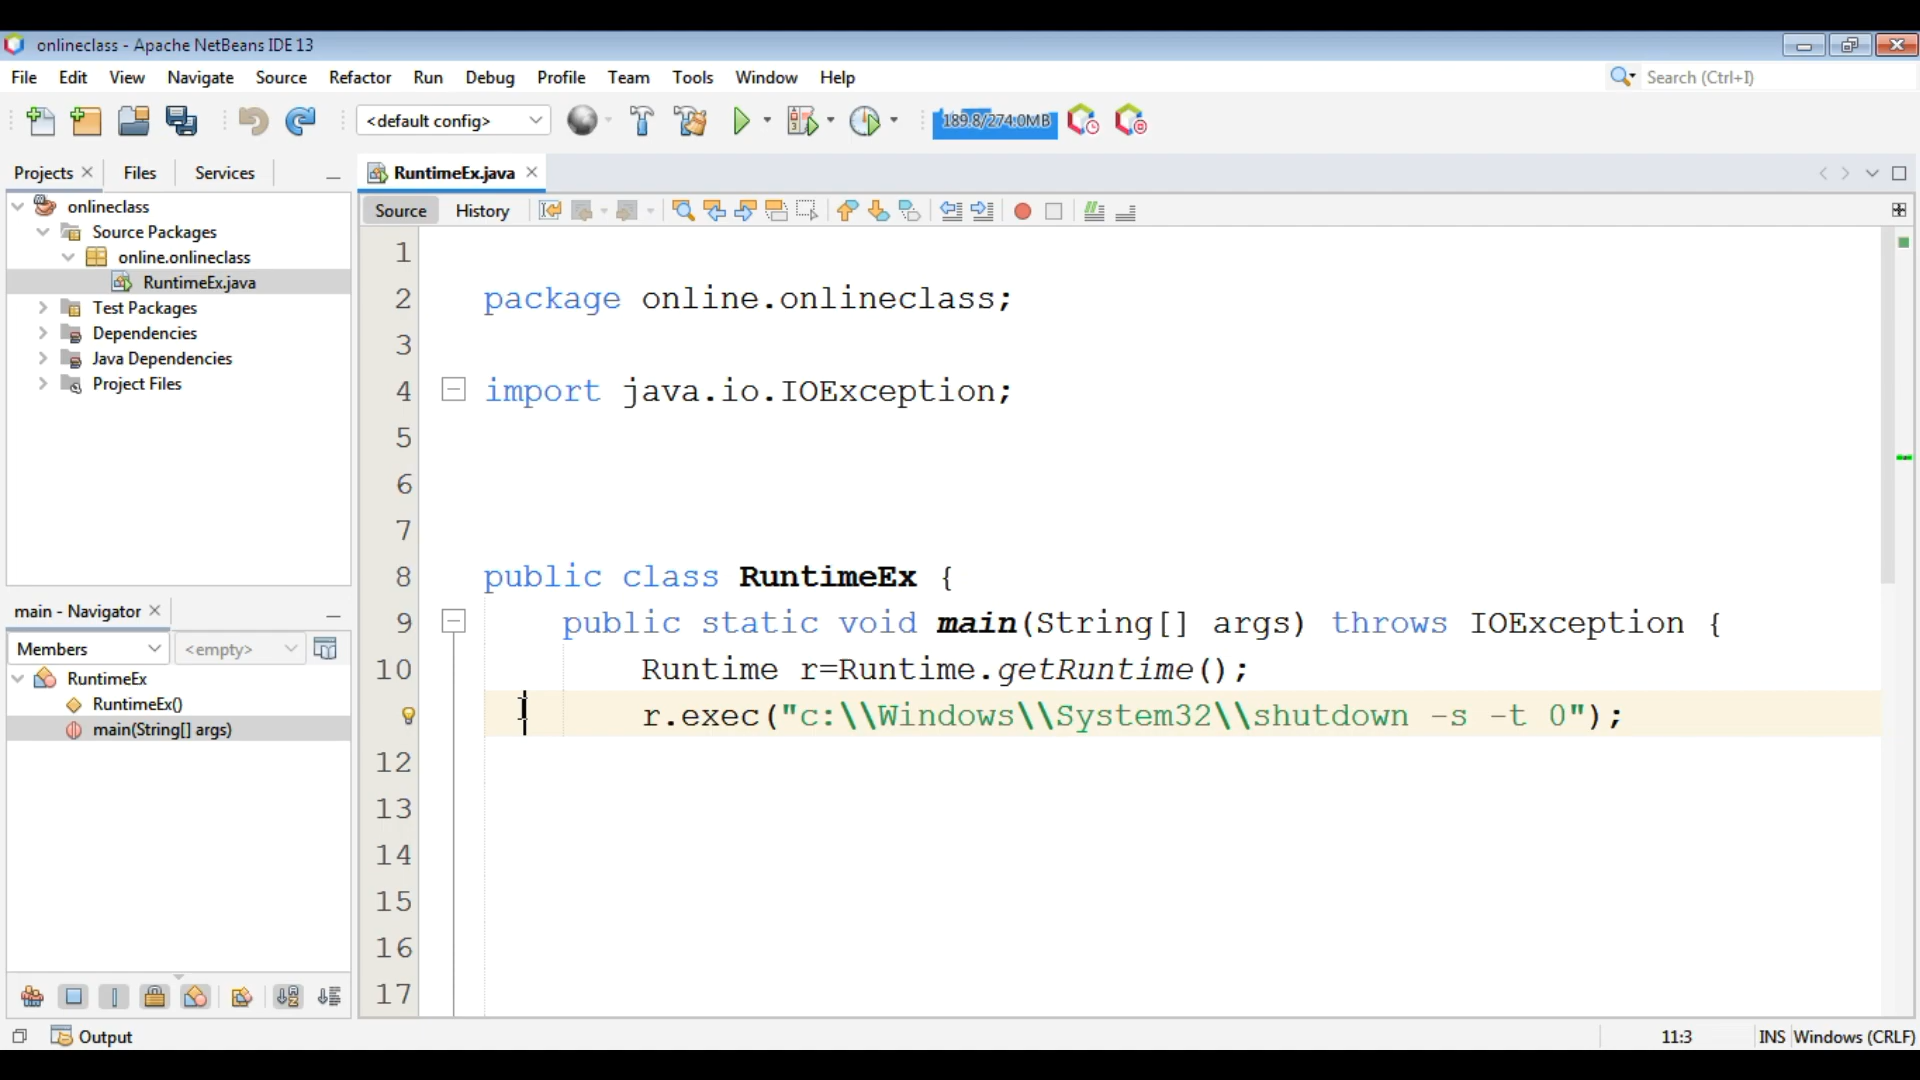 onlineclass - Apache NetBeans IDE 13
File Edit View Navigate Source Refactor Run Debug Profile Team Tools Window Help
Search (Ctrl+I)
<default config>
189.8/274.0MB
Projects Files Services
RuntimeEx.java
Source History
onlineclass
Source Packages
online.onlineclass
RuntimeEx.java
Test Packages
Dependencies
Java Dependencies
Project Files
main - Navigator
Members <empty>
RuntimeEx
RuntimeEx()
main(String[] args)
1
2 package online.onlineclass;
3
4 import java.io.IOException;
5
6
7
8 public class RuntimeEx {
9 public static void main(String[] args) throws IOException {
10 Runtime r=Runtime.getRuntime();
r.exec("c:\\Windows\\System32\\shutdown -s -t 0");
12
13
14
15
16
17
Output
11:3 INS Windows (CRLF)